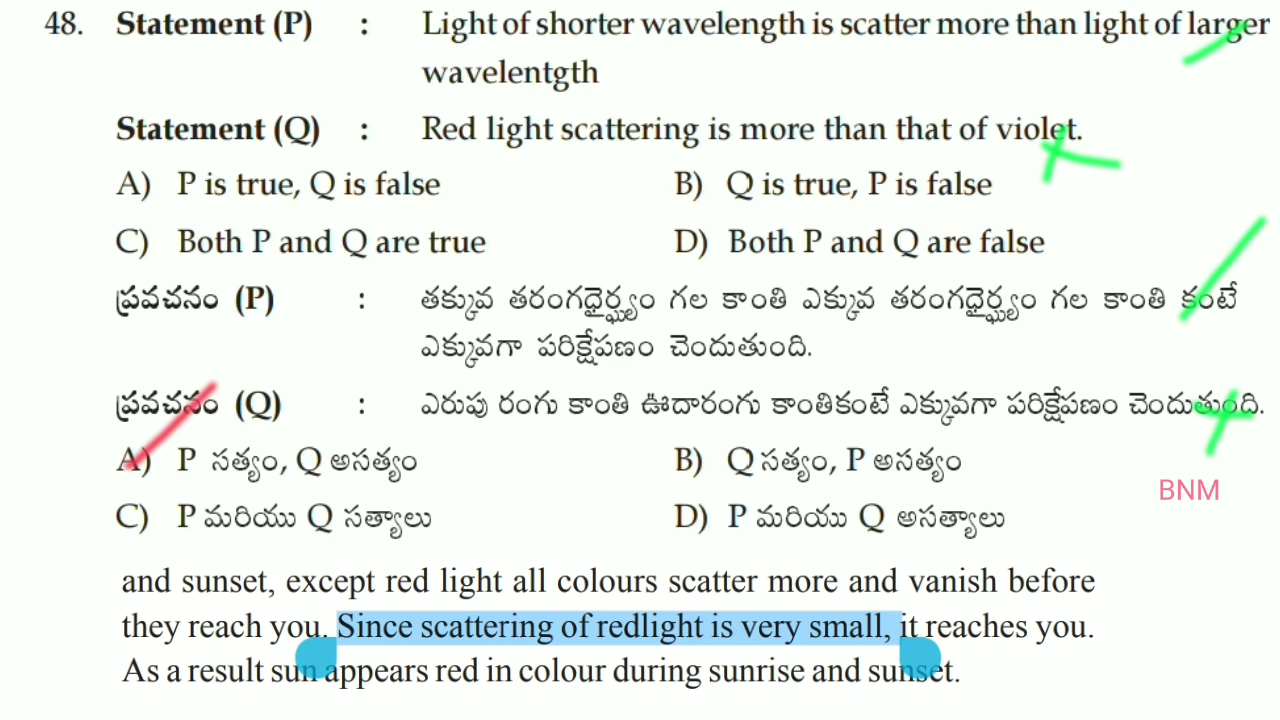 48. Statement (P) : Light of shorter wavelength is scatter more than light of larger
wavelentgth
Statement (Q) : Red light scattering is more than that of violet.
A) P is true, Q is false B) Q is true, P is false
C) Both P and Q are true D) Both P and Q are false
ప్రవచనం (P) : తక్కువ తరంగదైర్ఘ్యం గల కాంతి ఎక్కువ తరంగదైర్ఘ్యం గల కాంతి కంటే
ఎక్కువగా పరిక్షేపణం చెందుతుంది.
ప్రవచనం (Q) : ఎరుపు రంగు కాంతి ఊదారంగు కాంతికంటే ఎక్కువగా పరిక్షేపణం చెందుతుంది.
A) P సత్యం, Q అసత్యం B) Q సత్యం, P అసత్యం
BNM
C) P మరియు Q సత్యాలు D) P మరియు Q అసత్యాలు
and sunset, except red light all colours scatter more and vanish before
they reach you. Since scattering of redlight is very small, it reaches you.
As a result sun appears red in colour during sunrise and sunset.